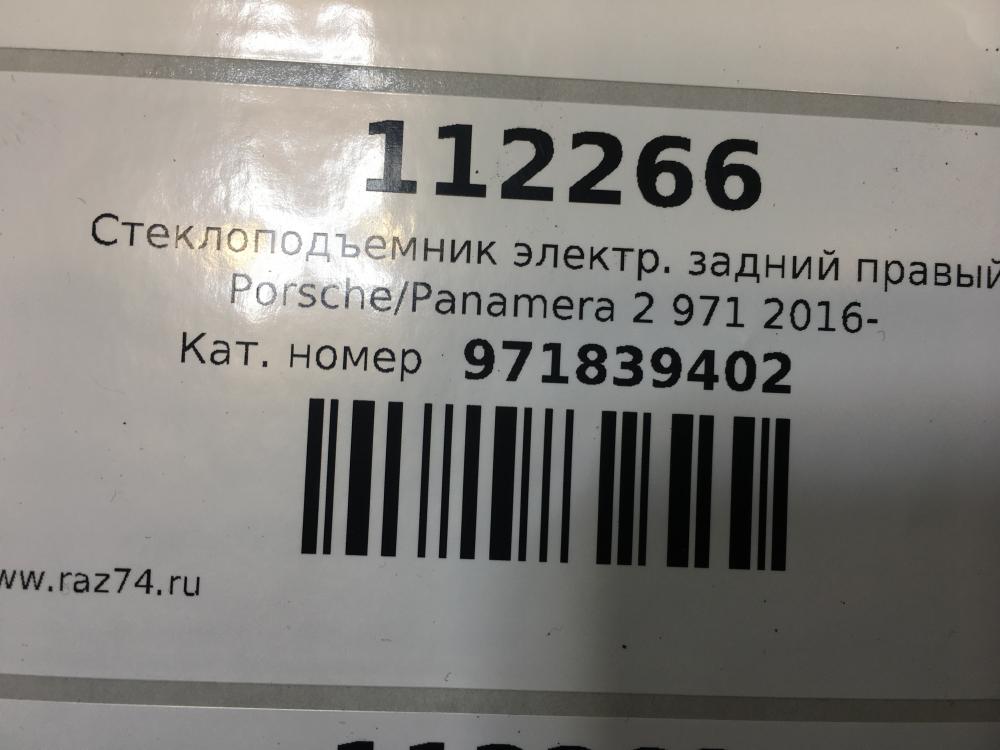 112266
Стеклоподъемник электр. задний правый
Porsche/Panamera 2 971 2016-
Кат. номер 971839402
www.raz74.ru